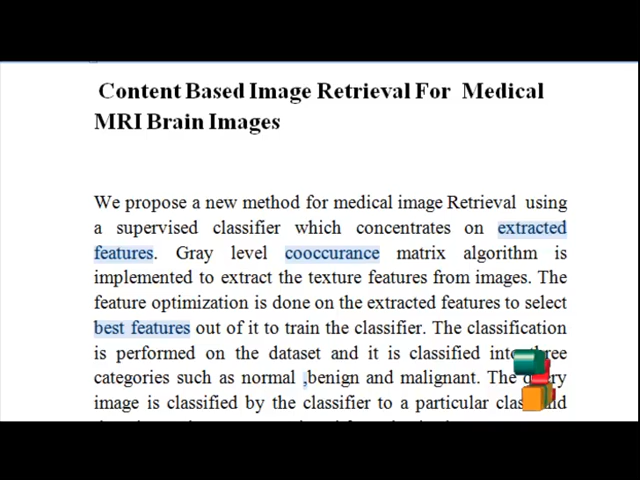 Content Based Image Retrieval For Medical
MRI Brain Images
We propose a new method for medical image Retrieval using
a supervised classifier which concentrates on extracted
features. Gray level cooccurance matrix algorithm is
implemented to extract the texture features from images. The
feature optimization is done on the extracted features to select
best features out of it to train the classifier. The classification
is performed on the dataset and it is classified into three
categories such as normal ,benign and malignant. The query
image is classified by the classifier to a particular class and